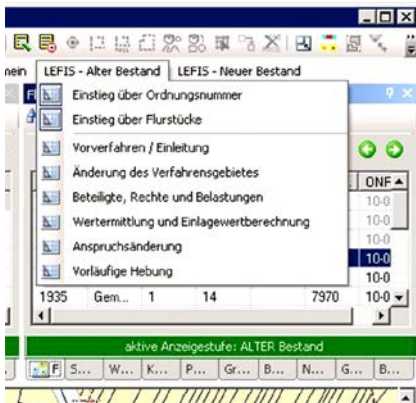 mein LEFIS - Alter Bestand LEFIS - Neuer Bestand
Einstieg über Ordnungsnummer
Einstieg über Flurstücke
Vorverfahren / Einleitung
Änderung des Verfahrensgebietes
Beteiligte, Rechte und Belastungen
Wertermittlung und Einlagewertberechnung
Anspruchsänderung
Vorläufige Hebung
ONF
10-0
10-0
10-0
10-0
10-0
1935 Gem... 1 14 7970 10-0
aktive Anzeigestufe: ALTER Bestand
F S... W... K... P... Gr... B... N... G... B...